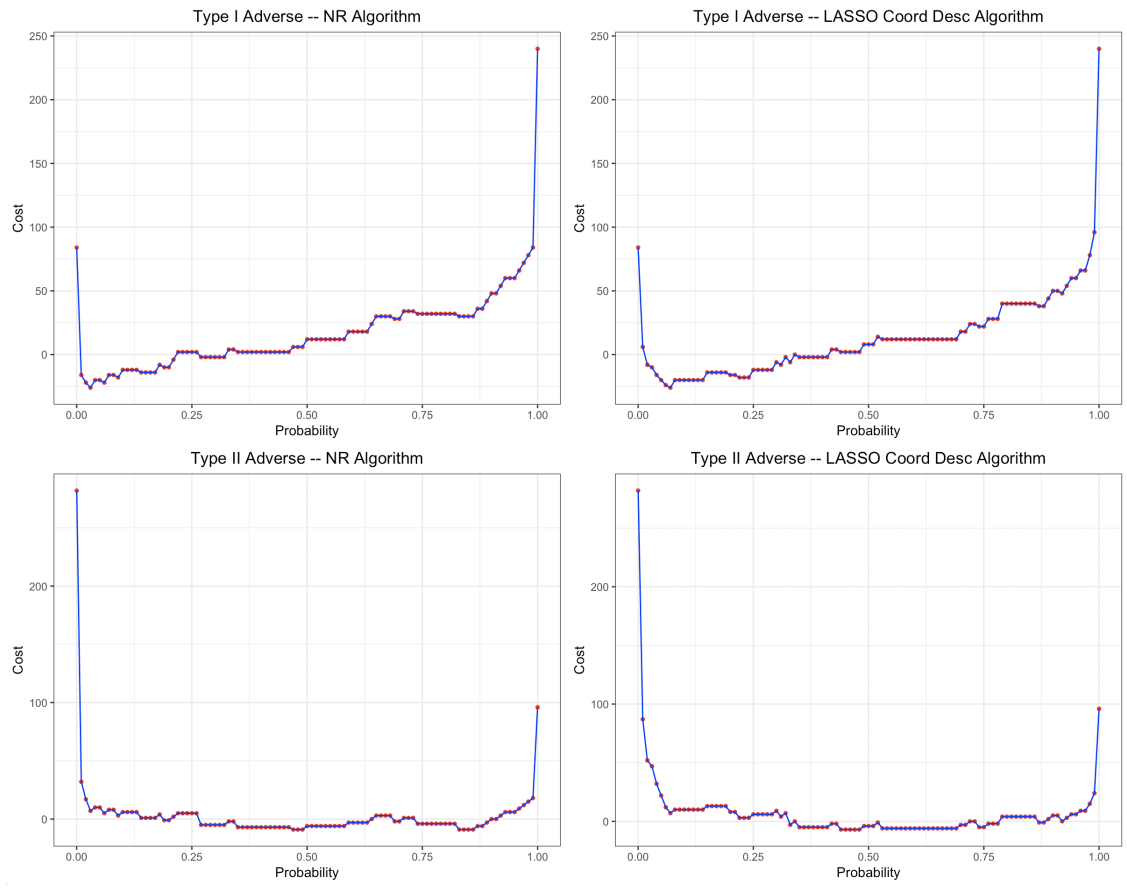 Type I Adverse -- NR Algorithm
250
200
150
100
50
0
Cost
0.00 0.25 0.50 0.75 1.00
Probability
Type I Adverse -- LASSO Coord Desc Algorithm
250
200
150
100
50
0
Cost
0.00 0.25 0.50 0.75 1.00
Probability
Type II Adverse -- NR Algorithm
200
100
0
Cost
0.00 0.25 0.50 0.75 1.00
Probability
Type II Adverse -- LASSO Coord Desc Algorithm
200
100
0
Cost
0.00 0.25 0.50 0.75 1.00
Probability